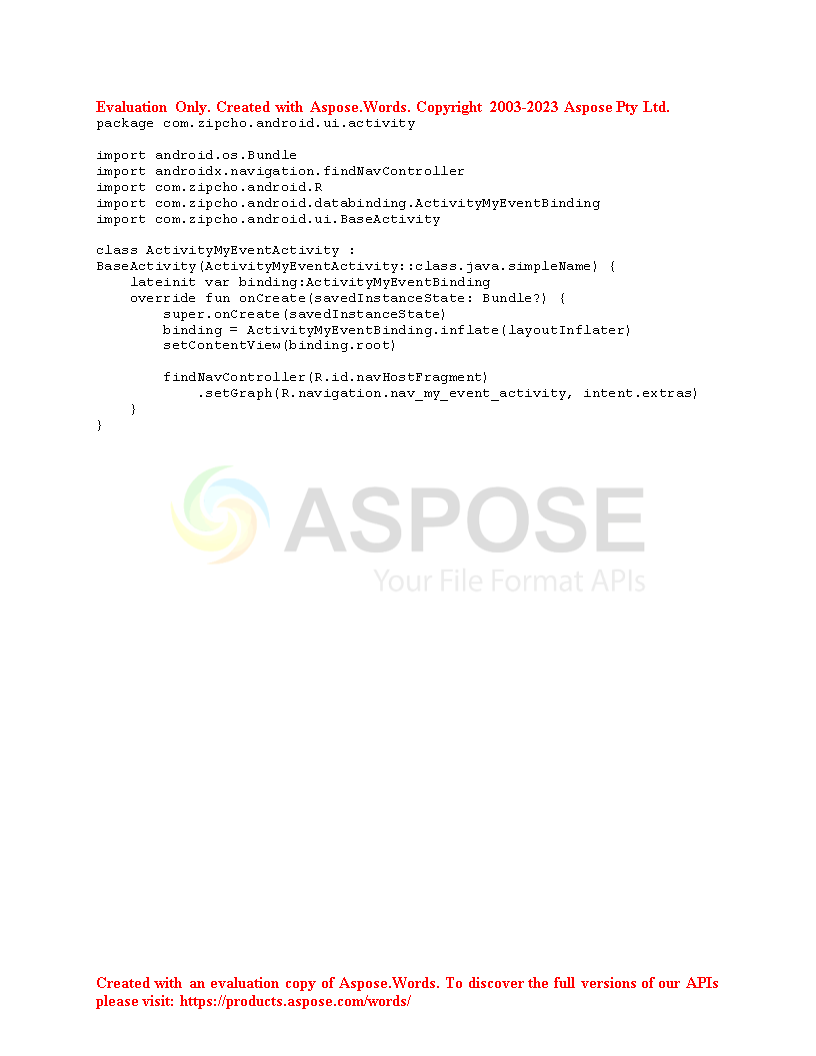 Evaluation Only. Created with Aspose.Words. Copyright 2003-2023 Aspose Pty Ltd.
package com.zipcho.android.ui.activity
import android.os.Bundle
import androidx.navigation.findNavController
import com.zipcho.android.R
import com.zipcho.android.databinding.ActivityMyEventBinding
import com.zipcho.android.ui.BaseActivity
class ActivityMyEventActivity :
BaseActivity(ActivityMyEventActivity::class.java.simpleName) {
    lateinit var binding:ActivityMyEventBinding
    override fun onCreate(savedInstanceState: Bundle?) {
        super.onCreate(savedInstanceState)
        binding = ActivityMyEventBinding.inflate(layoutInflater)
        setContentView(binding.root)
        findNavController(R.id.navHostFragment)
            .setGraph(R.navigation.nav_my_event_activity, intent.extras)
    }
}
ASPOSE
Your File Format APIs
Created with an evaluation copy of Aspose.Words. To discover the full versions of our APIs
please visit: https://products.aspose.com/words/